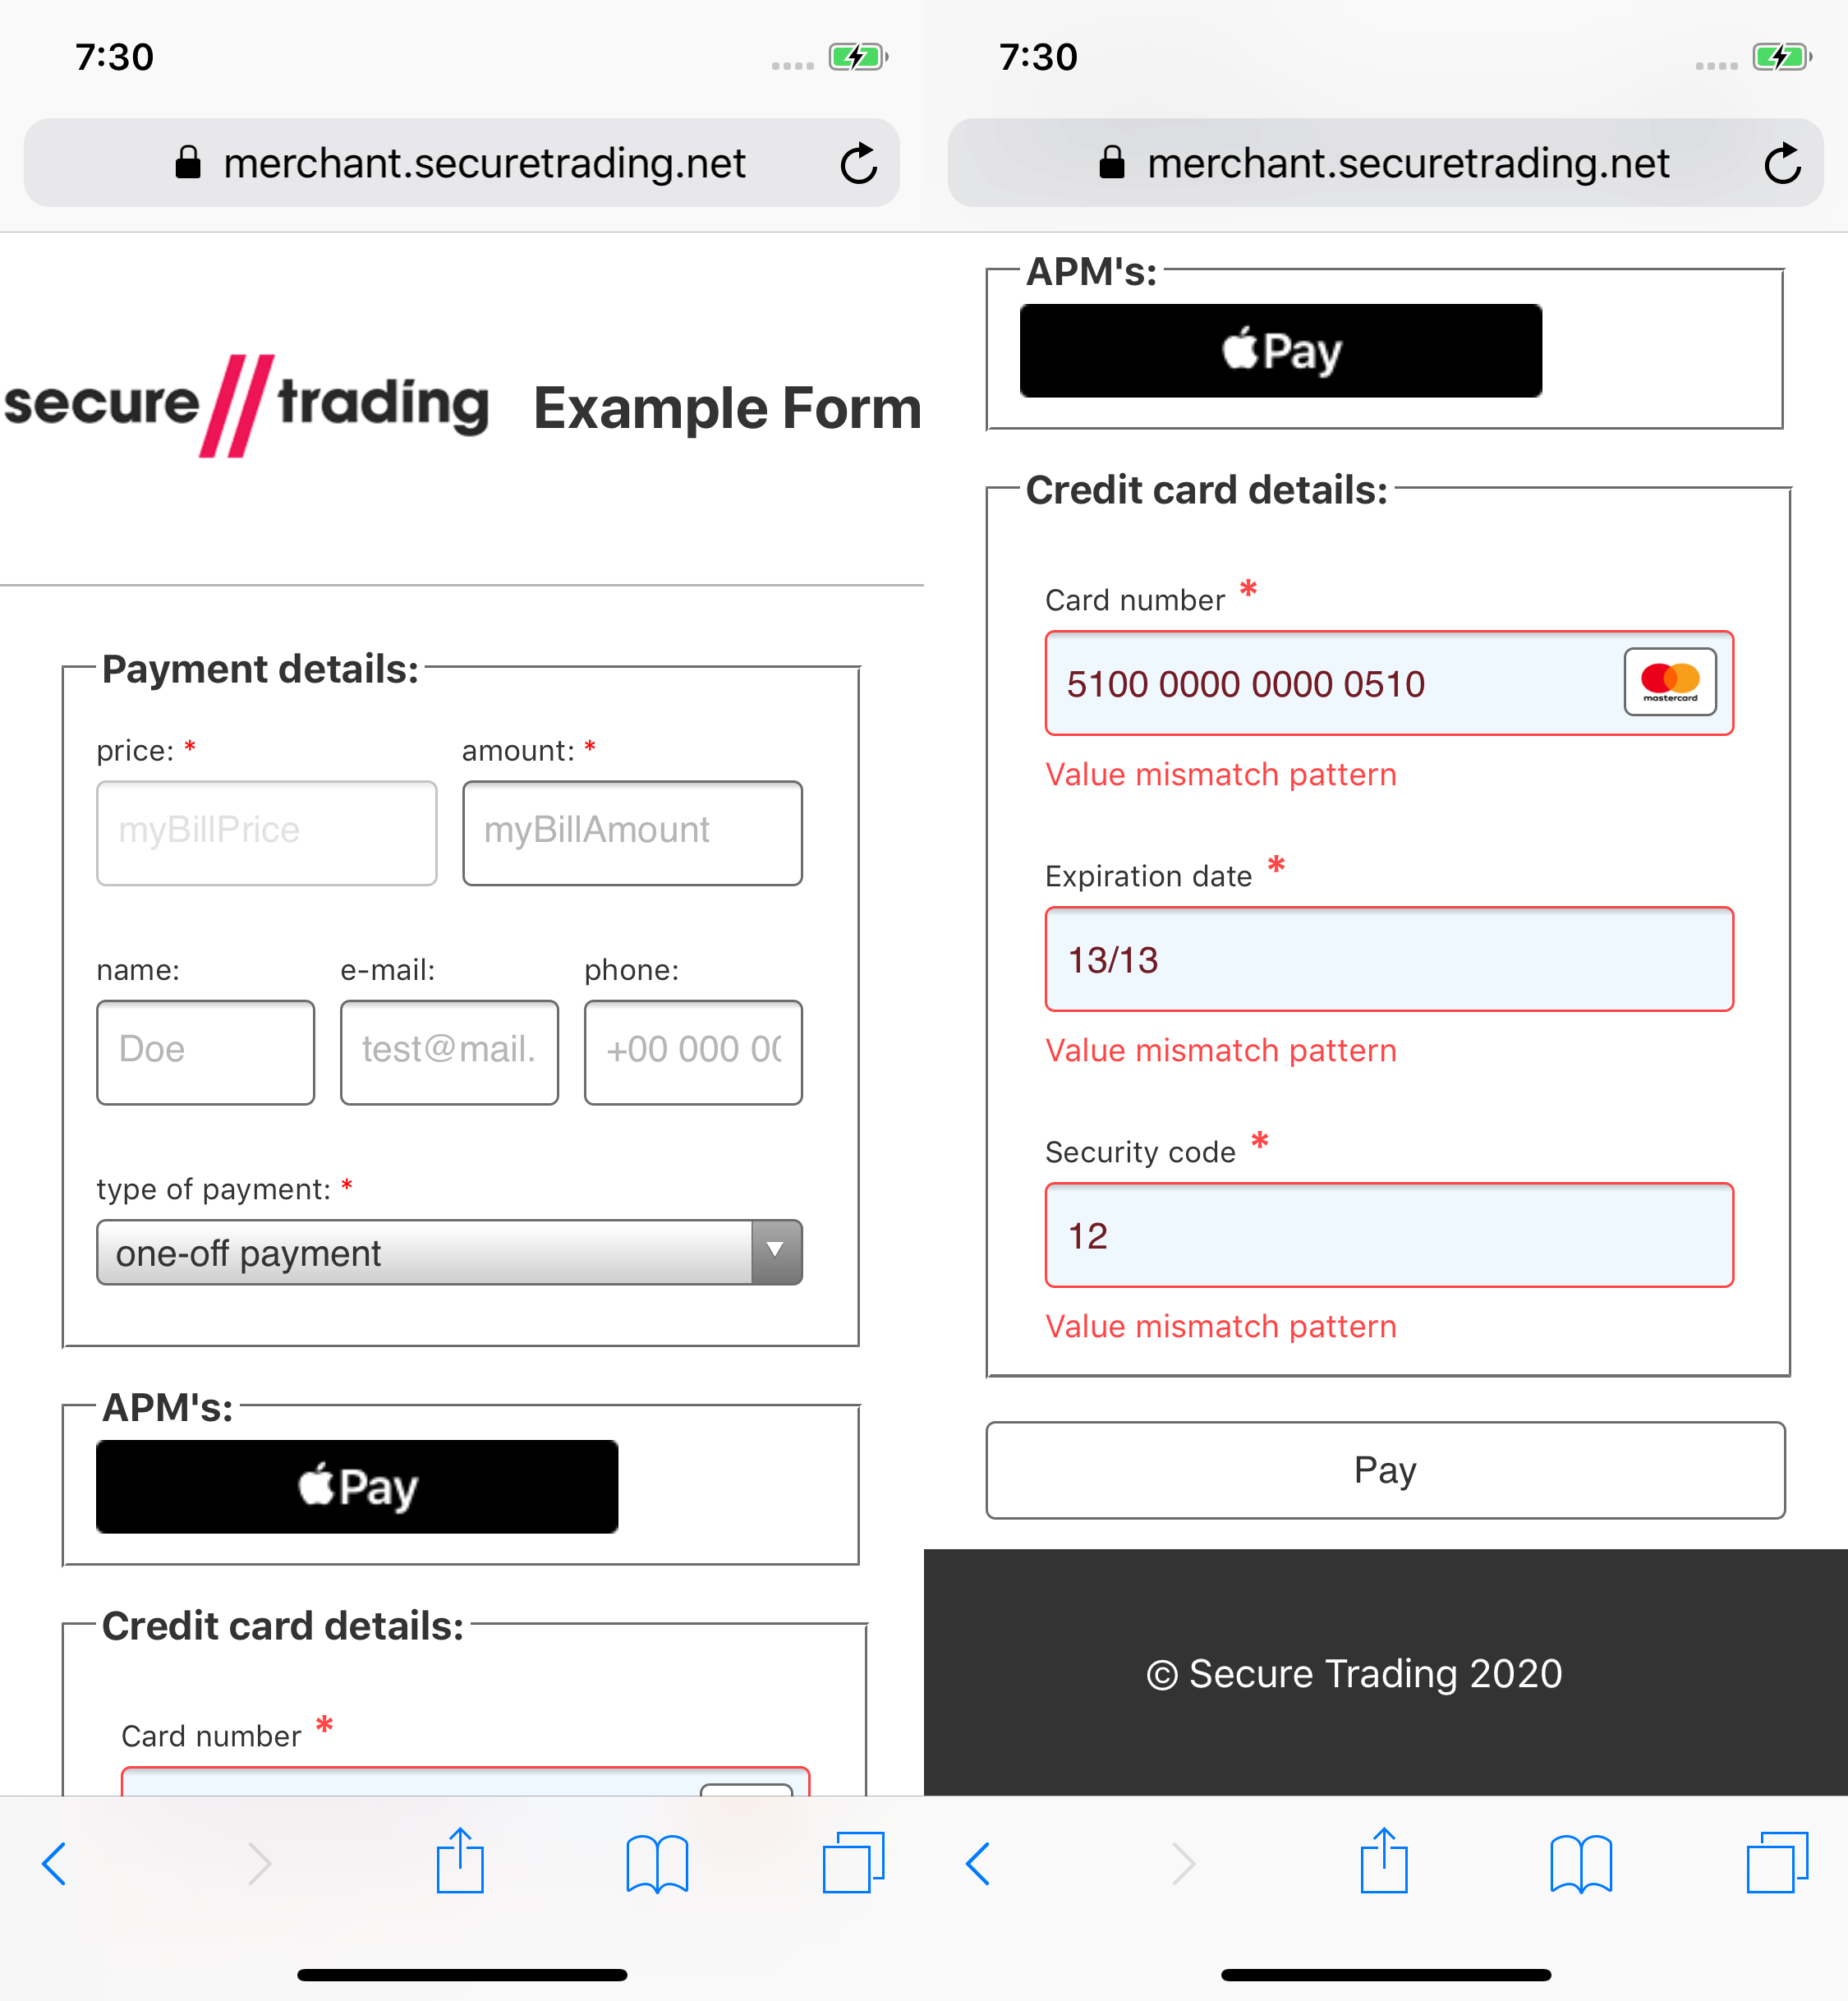 7:30
merchant.securetrading.net
secure trading Example Form
Payment details:
price: * amount: *
myBillPrice myBillAmount
name: e-mail: phone:
Doe test@mail. +00 000 00
type of payment: *
one-off payment
APM's:
Pay
Credit card details:
Card number *
7:30
merchant.securetrading.net
APM's:
Pay
Credit card details:
Card number *
5100 0000 0000 0510 mastercard
Value mismatch pattern
Expiration date *
13/13
Value mismatch pattern
Security code *
12
Value mismatch pattern
Pay
© Secure Trading 2020